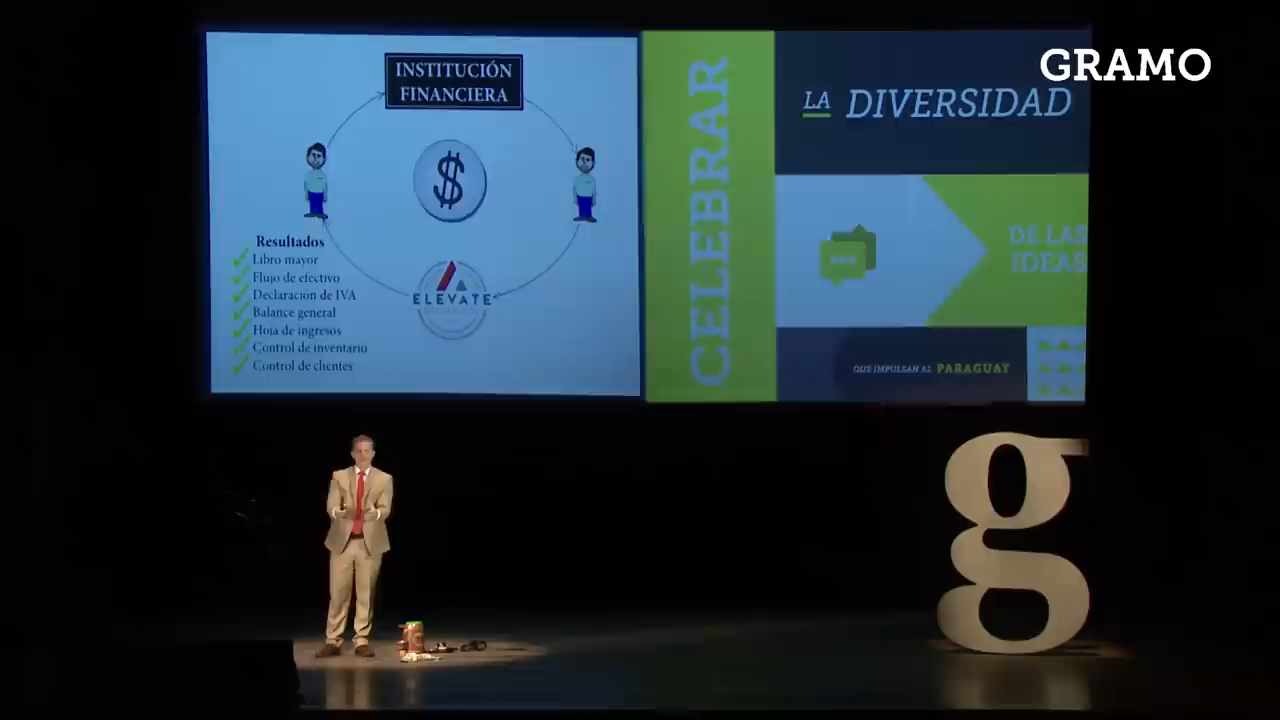 GRAMO
INSTITUCIÓN
FINANCIERA
$
Resultados
Libro mayor
Flujo de efectivo
Declaración de IVA
Balance general
Hoja de ingresos
Control de inventario
Control de clientes
ELEVATE
CELEBRAR
LA DIVERSIDAD
DE LAS
IDEAS
QUE IMPULSAN AL PARAGUAY
g